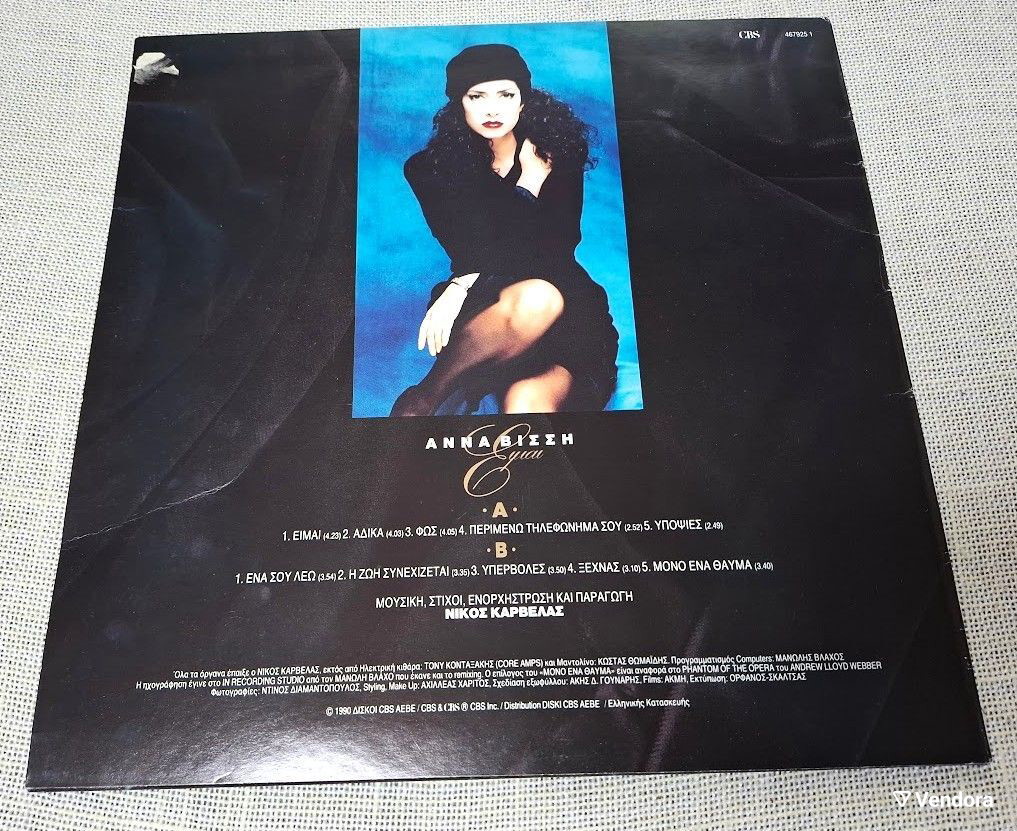 CBS 467925 1
ΑΝΝΑ ΒΙΣΣΗ
Είμαι
·A·
1. ΕΙΜΑΙ (4.23) 2. ΑΔΙΚΑ (4.03) 3. ΦΩΣ (4.05) 4. ΠΕΡΙΜΕΝΩ ΤΗΛΕΦΩΝΗΜΑ ΣΟΥ (2.52) 5. ΥΠΟΨΙΕΣ (2.49)
·B·
1. ΕΝΑ ΣΟΥ ΛΕΩ (3.54) 2. Η ΖΩΗ ΣΥΝΕΧΙΖΕΤΑΙ (3.35) 3. ΥΠΕΡΒΟΛΕΣ (3.50) 4. ΞΕΧΝΑΣ (3.10) 5. ΜΟΝΟ ΕΝΑ ΘΑΥΜΑ (3.40)
ΜΟΥΣΙΚΗ, ΣΤΙΧΟΙ, ΕΝΟΡΧΗΣΤΡΩΣΗ ΚΑΙ ΠΑΡΑΓΩΓΗ
ΝΙΚΟΣ ΚΑΡΒΕΛΑΣ
Όλα τα όργανα έπαιξε ο ΝΙΚΟΣ ΚΑΡΒΕΛΑΣ, εκτός από Ηλεκτρική κιθάρα: ΤΟΝΥ ΚΟΝΤΑΞΑΚΗΣ (CORE AMPS) και Μαντολίνο: ΚΩΣΤΑΣ ΘΩΜΑΪΔΗΣ. Προγραμματισμός Computers: ΜΑΝΩΛΗΣ ΒΛΑΧΟΣ
Η ηχογράφηση έγινε στο IN RECORDING STUDIO από τον ΜΑΝΩΛΗ ΒΛΑΧΟ που έκανε και το remixing. Ο επίλογος του «ΜΟΝΟ ΕΝΑ ΘΑΥΜΑ» είναι αναφορά στο PHANTOM OF THE OPERA του ANDREW LLOYD WEBBER
Φωτογραφίες: ΝΤΙΝΟΣ ΔΙΑΜΑΝΤΟΠΟΥΛΟΣ, Styling, Make Up: ΑΧΙΛΛΕΑΣ ΧΑΡΙΤΟΣ, Σχεδίαση εξωφύλλου: ΑΚΗΣ Δ. ΓΟΥΝΑΡΗΣ, Films: ΑΚΜΗ, Εκτύπωση: ΟΡΦΑΝΟΣ-ΣΚΑΛΤΣΑΣ
© 1990 ΔΙΣΚΟΙ CBS AEBE / CBS & CBS ® CBS Inc. / Distribution DISKI CBS AEBE / Ελληνικής Κατασκευής
Vendora